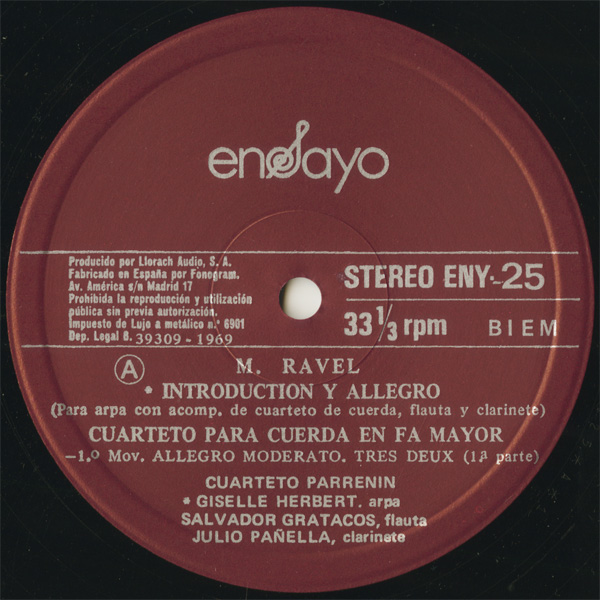 ensayo
Producido por Llorach Audio, S. A.
Fabricado en España por Fonogram.
Av. América s/n Madrid 17
Prohibida la reproducción y utilización
pública sin previa autorización.
Impuesto de Lujo a metálico n.º 6901
Dep. Legal B. 39309-1969
STEREO ENY-25
33 1/3 rpm BIEM
A
M. RAVEL
* INTRODUCTION Y ALLEGRO
(Para arpa con acomp. de cuarteto de cuerda, flauta y clarinete)
CUARTETO PARA CUERDA EN FA MAYOR
-1.º Mov. ALLEGRO MODERATO. TRES DEUX (1.ª parte)
CUARTETO PARRENIN
* GISELLE HERBERT. arpa
SALVADOR GRATACOS, flauta
JULIO PAÑELLA, clarinete